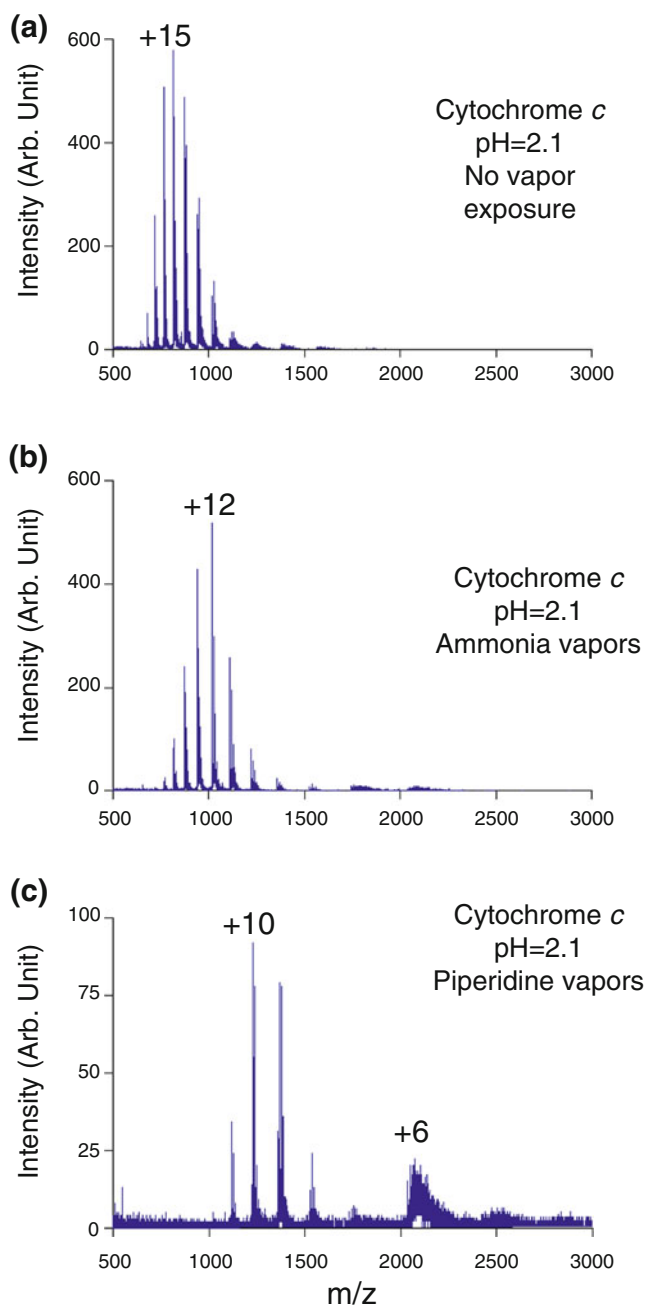 (a)
+15
600
400
200
0
Intensity (Arb. Unit)
Cytochrome c
pH=2.1
No vapor
exposure
500 1000 1500 2000 2500 3000
(b)
+12
600
400
200
0
Intensity (Arb. Unit)
Cytochrome c
pH=2.1
Ammonia vapors
500 1000 1500 2000 2500 3000
(c)
+10
+6
100
75
50
25
0
Intensity (Arb. Unit)
Cytochrome c
pH=2.1
Piperidine vapors
500 1000 1500 2000 2500 3000
m/z